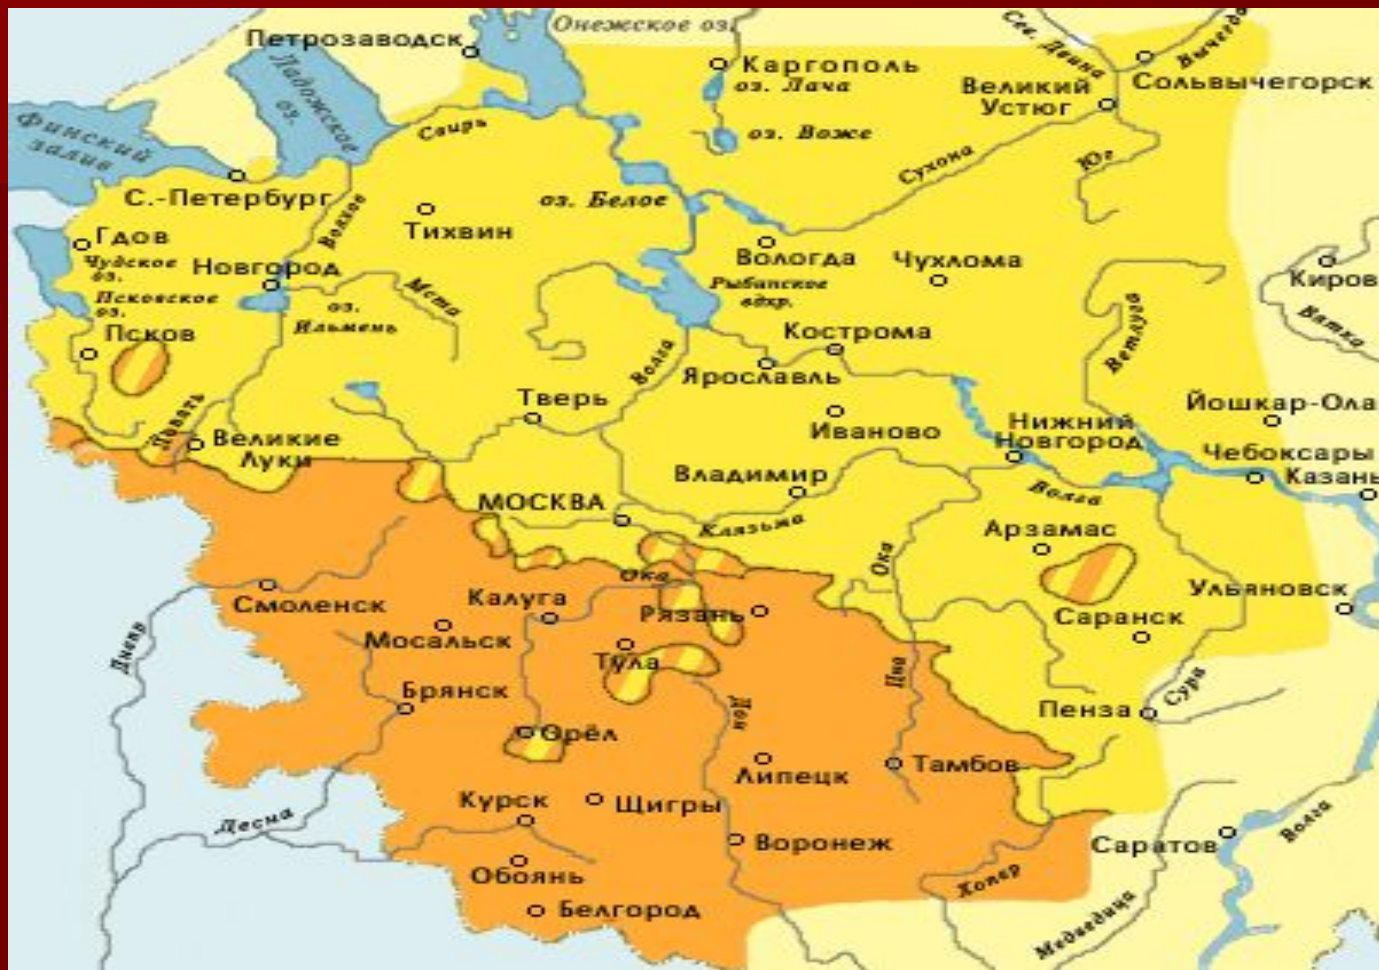 Онежское оз.
Петрозаводск
Сев. Двина
Вычегда
Ладожское
оз.
Каргополь
оз. Лача
Великий
Устюг
Сольвычегорск
Финский
залив
Свирь
оз. Воже
Сухона
Юг
С.-Петербург
оз. Белое
Волхов
Тихвин
Гдов
Чудское
оз.
Новгород
Вологда
Чухлома
Киров
Псковское
оз.
оз.
Ильмень
Мста
Рыбинское
вдхр.
Вятка
Псков
Кострома
Ветлуга
Волга
Ярославль
Тверь
Йошкар-Ола
Ловать
Великие
Луки
Иваново
Нижний
Новгород
Чебоксары
Казань
Владимир
МОСКВА
Волга
Клязьма
Арзамас
Ока
Ока
Смоленск
Калуга
Рязань
Ульяновск
Саранск
Мосальск
Тула
Днепр
Цна
Сура
Брянск
Дон
Пенза
Орёл
Липецк
Тамбов
Курск
Щигры
Десна
Воронеж
Саратов
Волга
Обоянь
Хопер
Белгород
Медведица